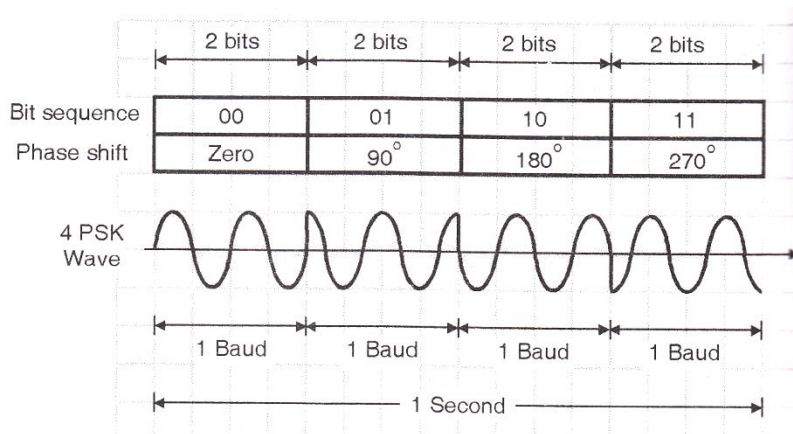 2 bits 2 bits 2 bits 2 bits
Bit sequence 00 01 10 11
Phase shift Zero 90° 180° 270°
4 PSK
Wave
1 Baud 1 Baud 1 Baud 1 Baud
1 Second